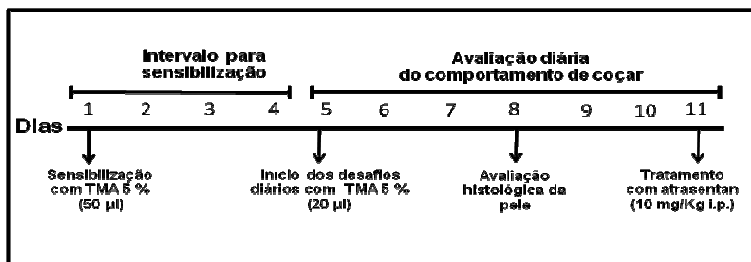 Intervalo para
sensibilização
Avaliação diária
do comportamento de coçar
Dias 1 2 3 4 5 6 7 8 9 10 11
Sensibilização
com TMA 5 %
(50 µl)
Início dos desafios
diários com TMA 5 %
(20 µl)
Avaliação
histológica da
pele
Tratamento
com atrasentan
(10 mg/Kg i.p.)